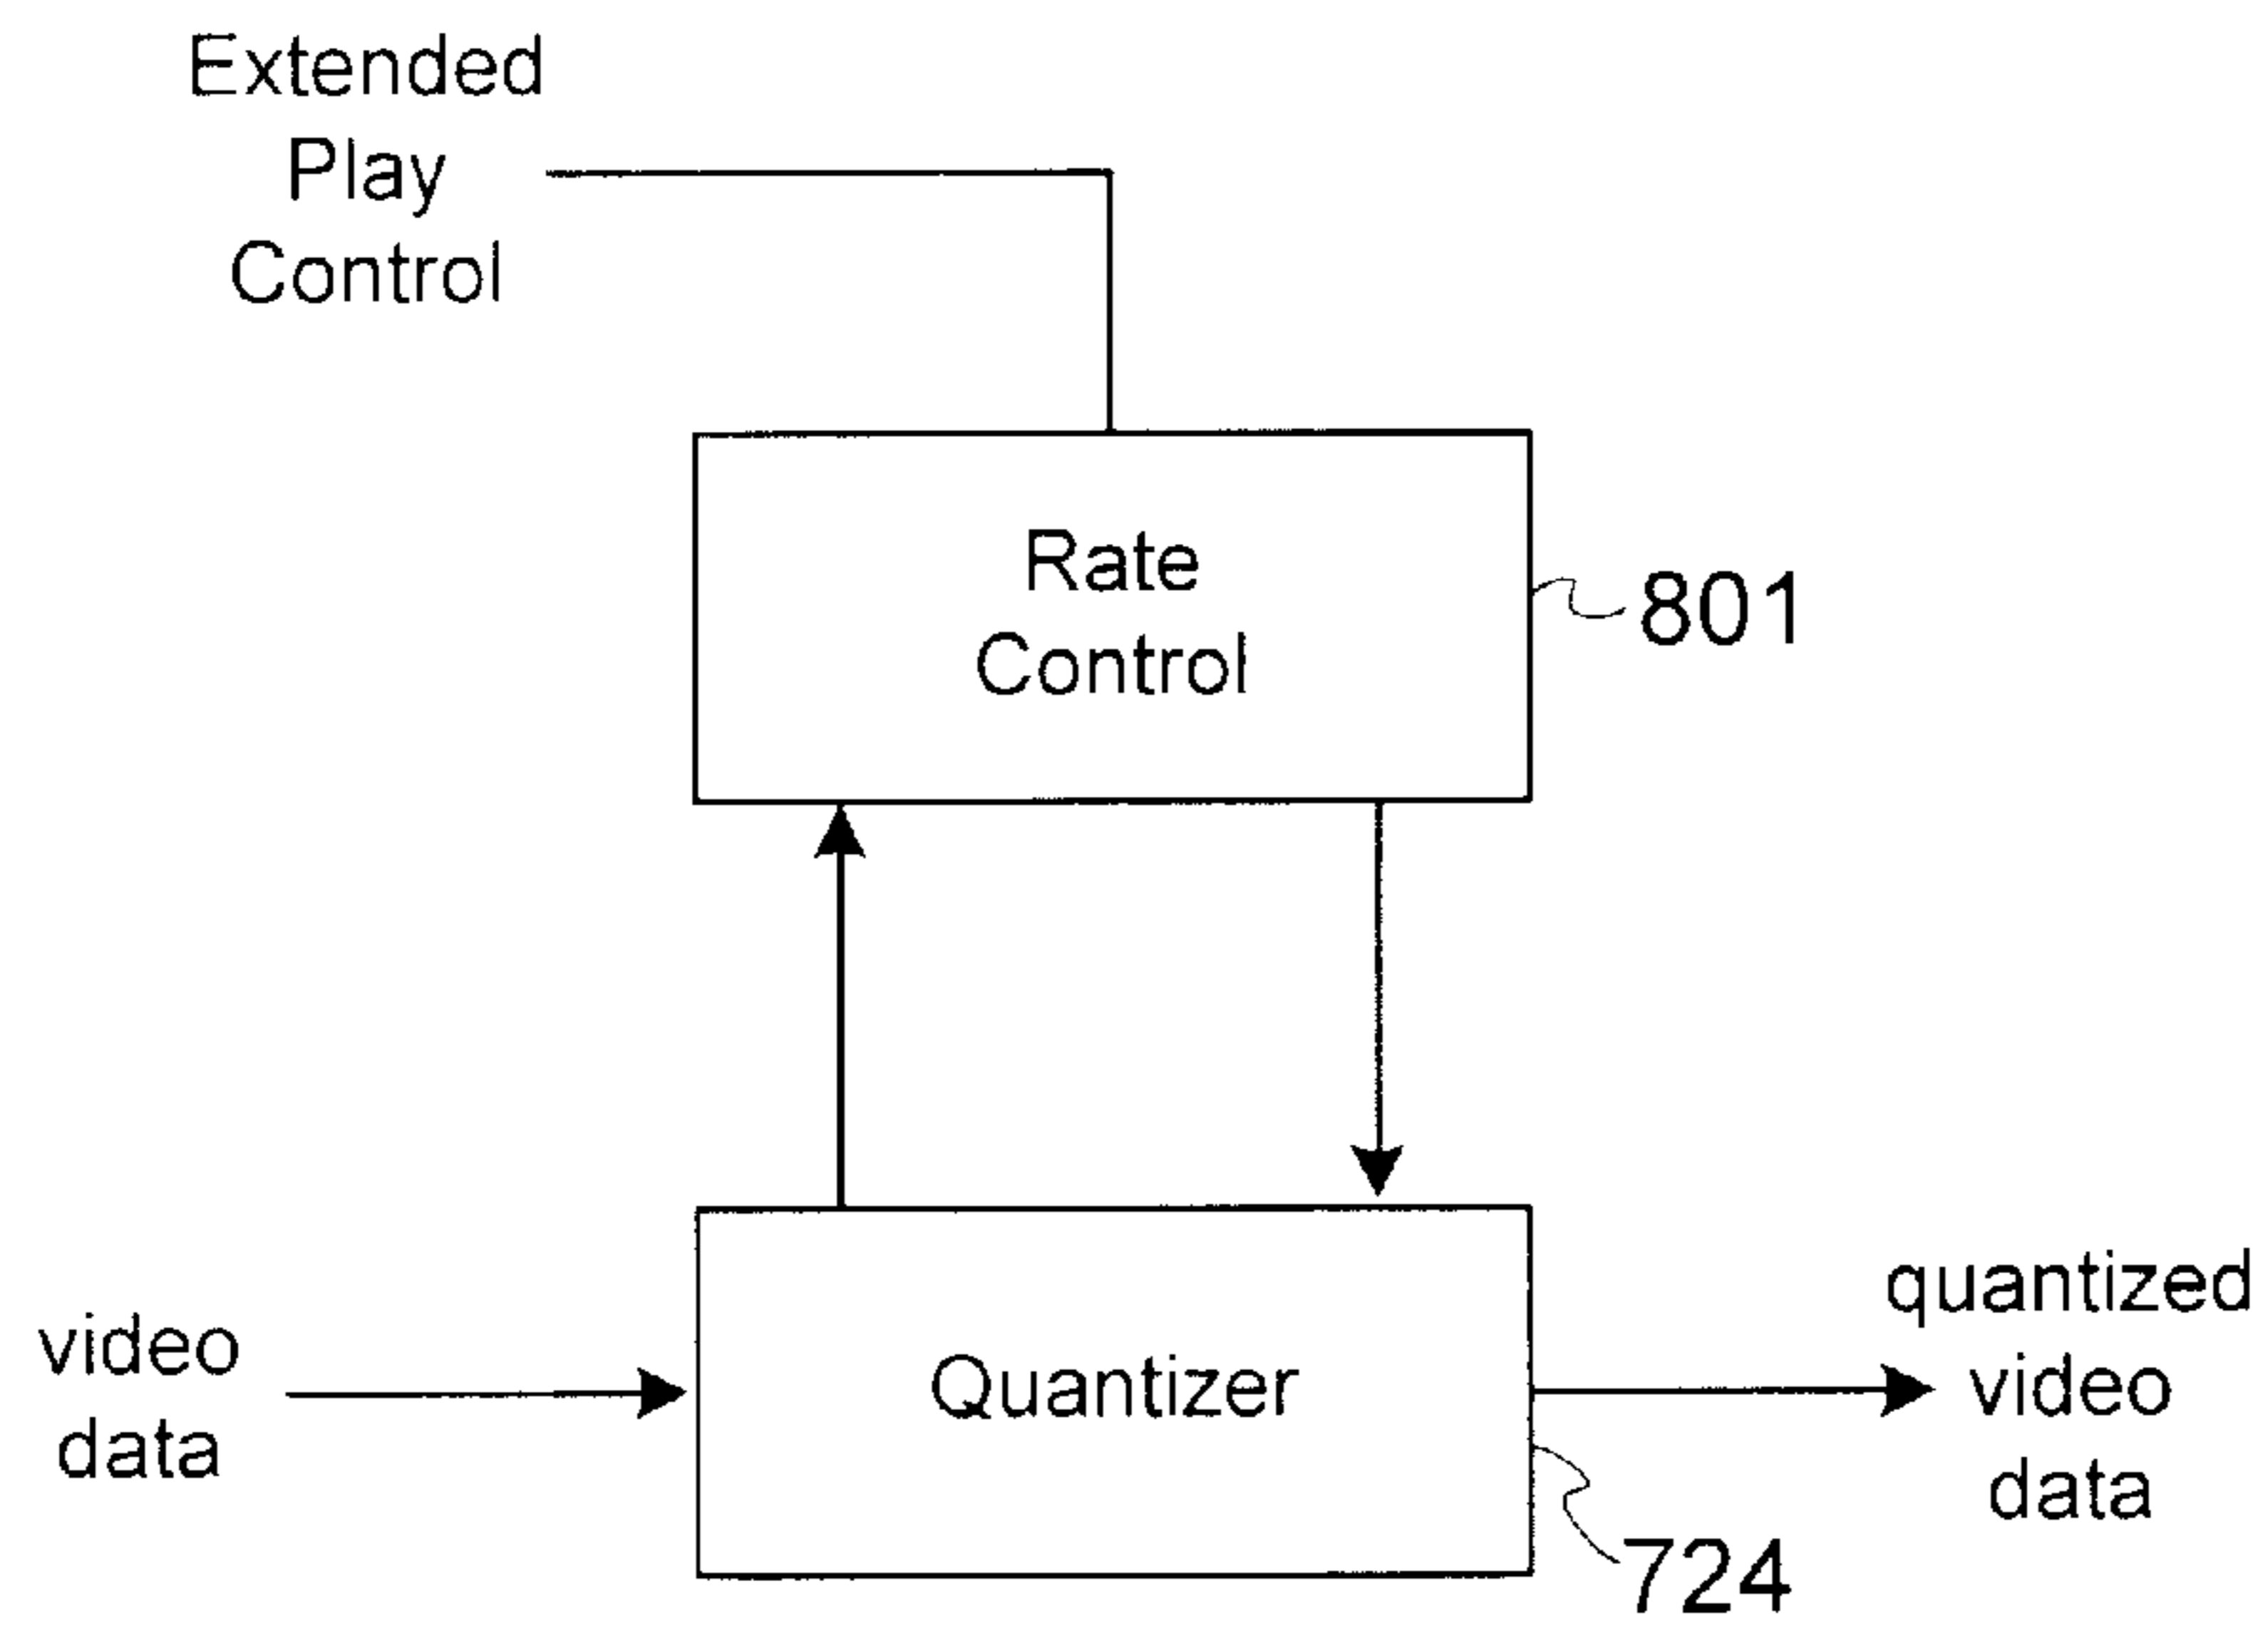 Extended
Play
Control
Rate
Control
801
video
data
Quantizer
quantized
video
data
724